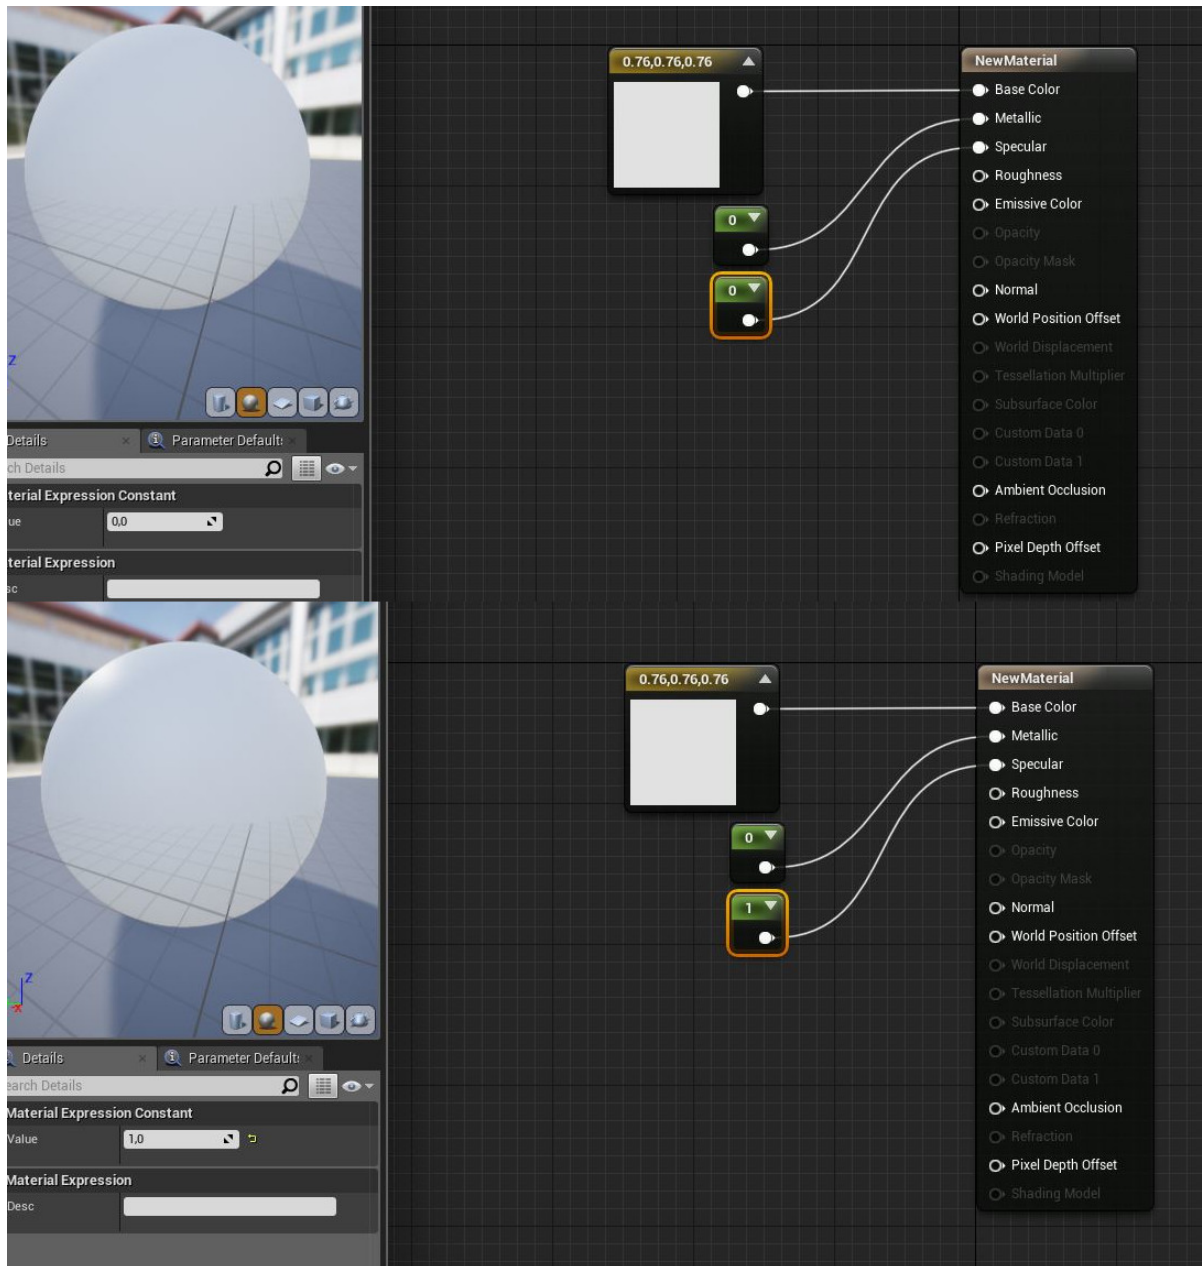 0.76,0.76,0.76
NewMaterial
Base Color
Metallic
Specular
Roughness
0
Emissive Color
Opacity
Opacity Mask
0
Normal
World Position Offset
World Displacement
Z
Tessellation Multiplier
Subsurface Color
Details
Parameter Defaults
Custom Data 0
ch Details
Custom Data 1
terial Expression Constant
Ambient Occlusion
ue
0,0
Refraction
Pixel Depth Offset
terial Expression
Shading Model
sc
0.76,0.76,0.76
NewMaterial
Base Color
Metallic
Specular
Roughness
Emissive Color
0
Opacity
Opacity Mask
1
Normal
World Position Offset
World Displacement
Z
Tessellation Multiplier
X
Subsurface Color
Custom Data 0
Details
Parameter Defaults
Custom Data 1
earch Details
Material Expression Constant
Ambient Occlusion
Value
1,0
Refraction
Pixel Depth Offset
Material Expression
Shading Model
Desc